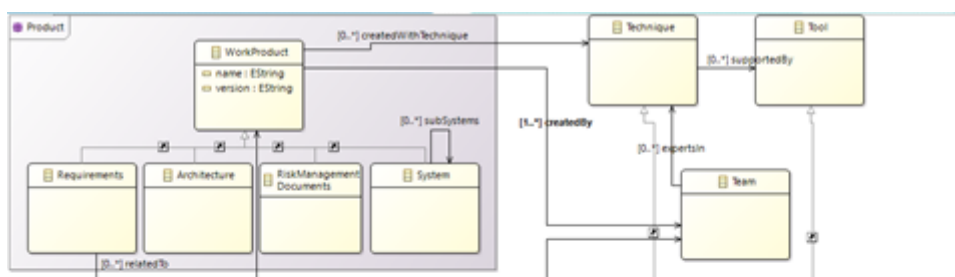 Product
WorkProduct
name : EString
version : EString
[0..*] createdWithTechnique
Technique
Tool
[0..*] supportedBy
[0..*] subSystems
[1..*] createdBy
[0..*] expertsIn
Requirements
Architecture
RiskManagement
Documents
System
Team
[0..*] relatedTo